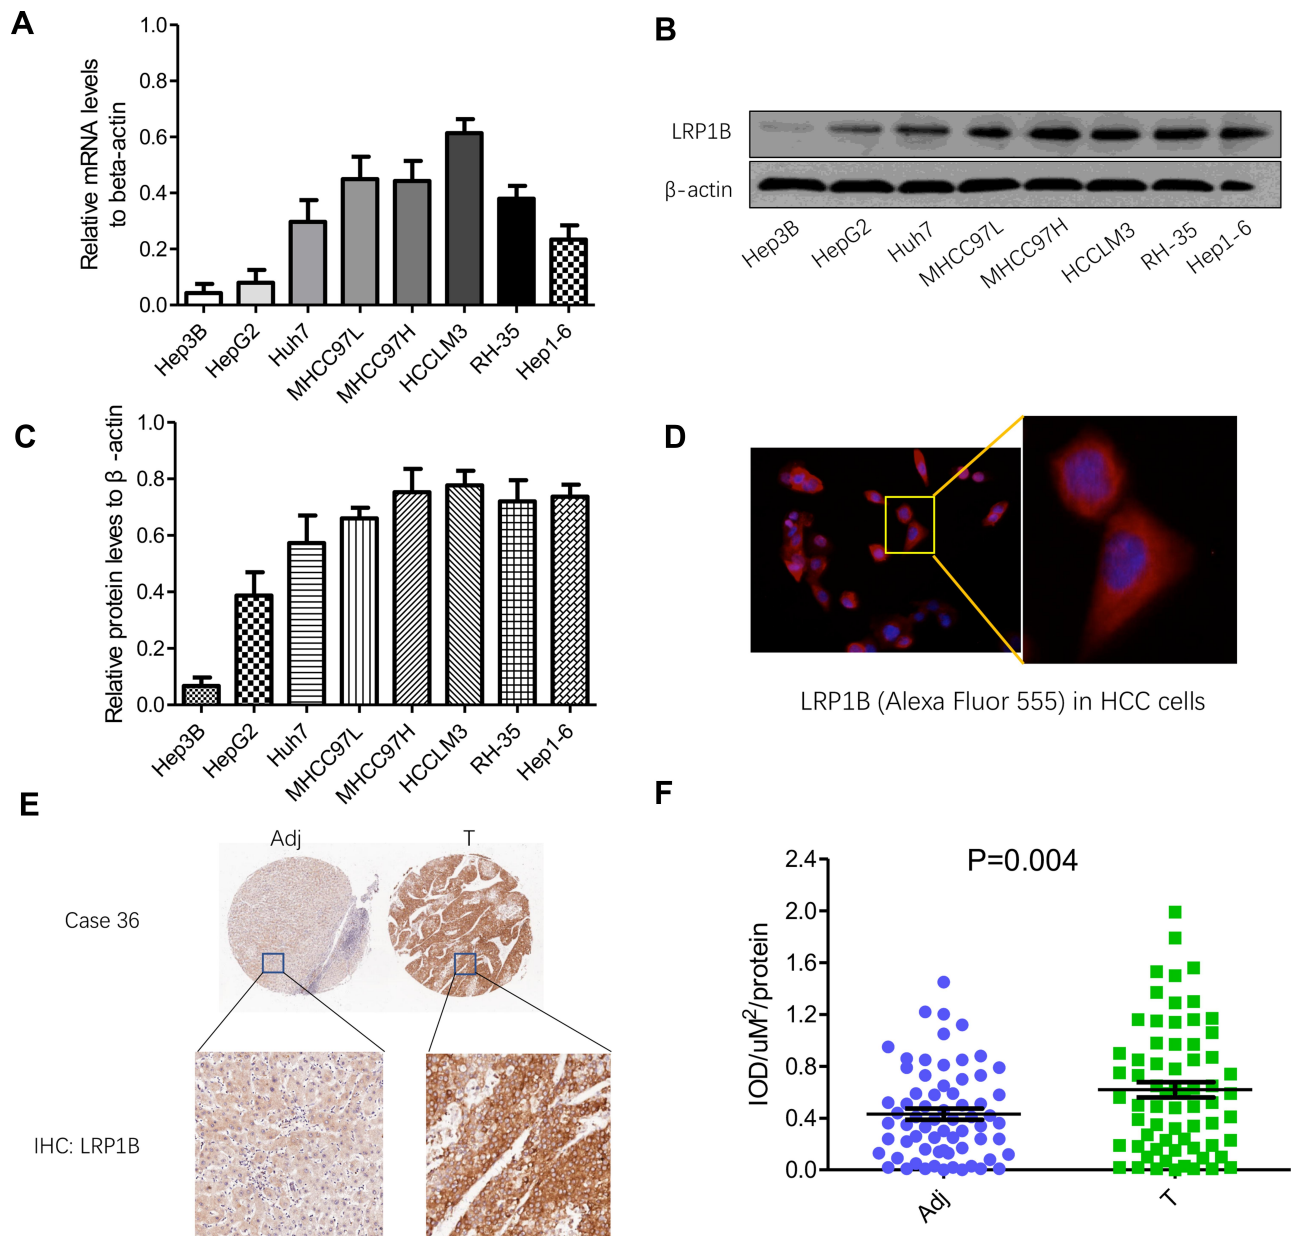 A
Relative mRNA levels
to beta-actin
1.0
0.8
0.6
0.4
0.2
0.0
Hep3B
HepG2
Huh7
MHCC97L
MHCC97H
HCCLM3
RH-35
Hep1-6
B
LRP1B
β-actin
Hep3B
HepG2
Huh7
MHCC97L
MHCC97H
HCCLM3
RH-35
Hep1-6
C
Relative protein leves to β -actin
1.0
0.8
0.6
0.4
0.2
0.0
Hep3B
HepG2
Huh7
MHCC97L
MHCC97H
HCCLM3
RH-35
Hep1-6
D
LRP1B (Alexa Fluor 555) in HCC cells
E
Adj
T
Case 36
IHC: LRP1B
F
P=0.004
IOD/uM²/protein
2.4
2.0
1.6
1.2
0.8
0.4
0.0
Adj
T